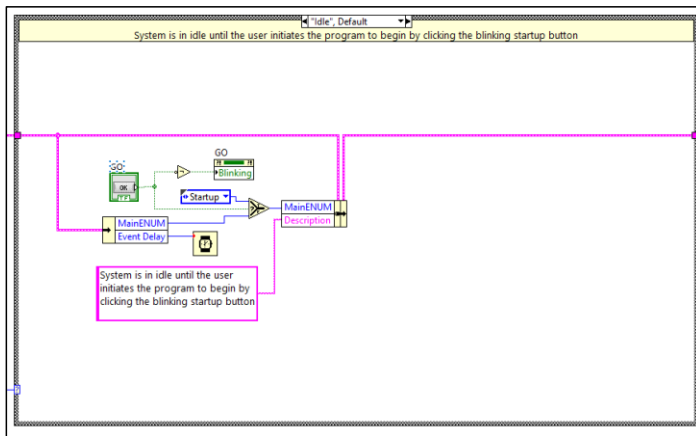 "Idle", Default
System is in idle until the user initiates the program to begin by clicking the blinking startup button
GO
GO
OK
TF
Blinking
Startup
MainENUM
Description
MainENUM
Event Delay
System is in idle until the user
initiates the program to begin by
clicking the blinking startup button
?